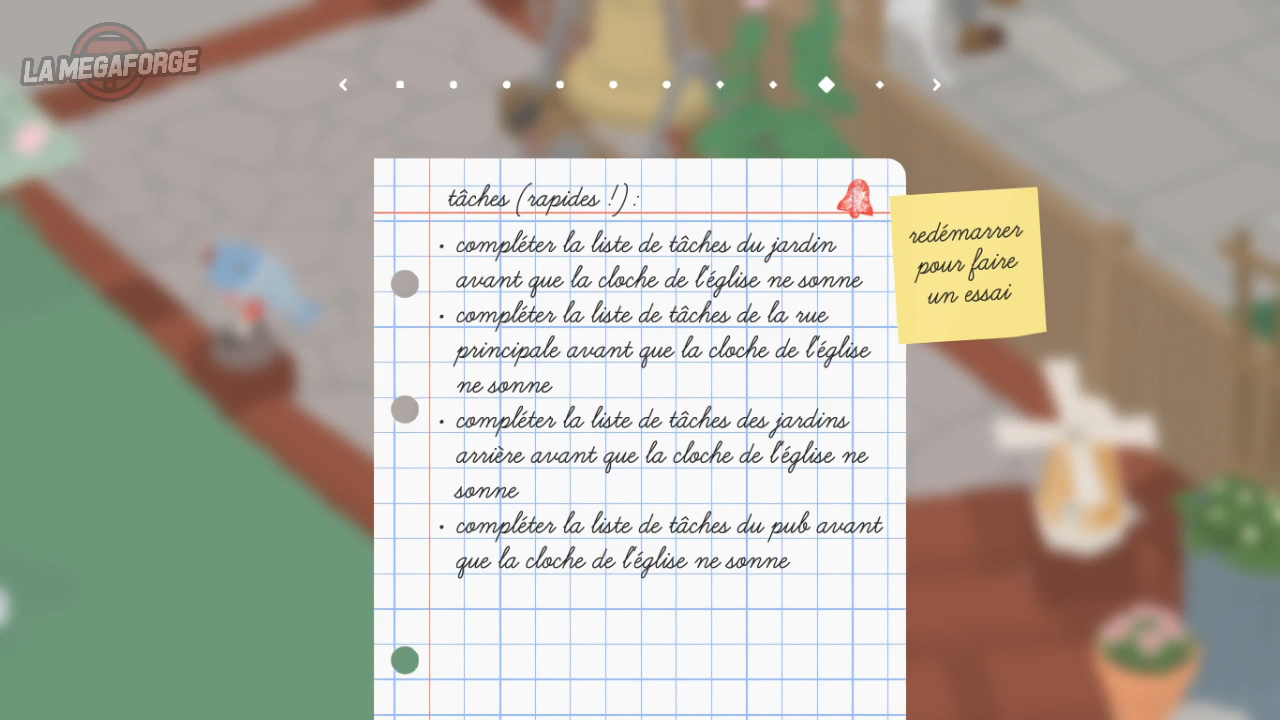 LA MEGAFORGE
tâches (rapides !) :
• compléter la liste de tâches du jardin
avant que la cloche de l'église ne sonne
• compléter la liste de tâches de la rue
principale avant que la cloche de l'église
ne sonne
• compléter la liste de tâches des jardins
arrière avant que la cloche de l'église ne
sonne
• compléter la liste de tâches du pub avant
que la cloche de l'église ne sonne
redémarrer
pour faire
un essai